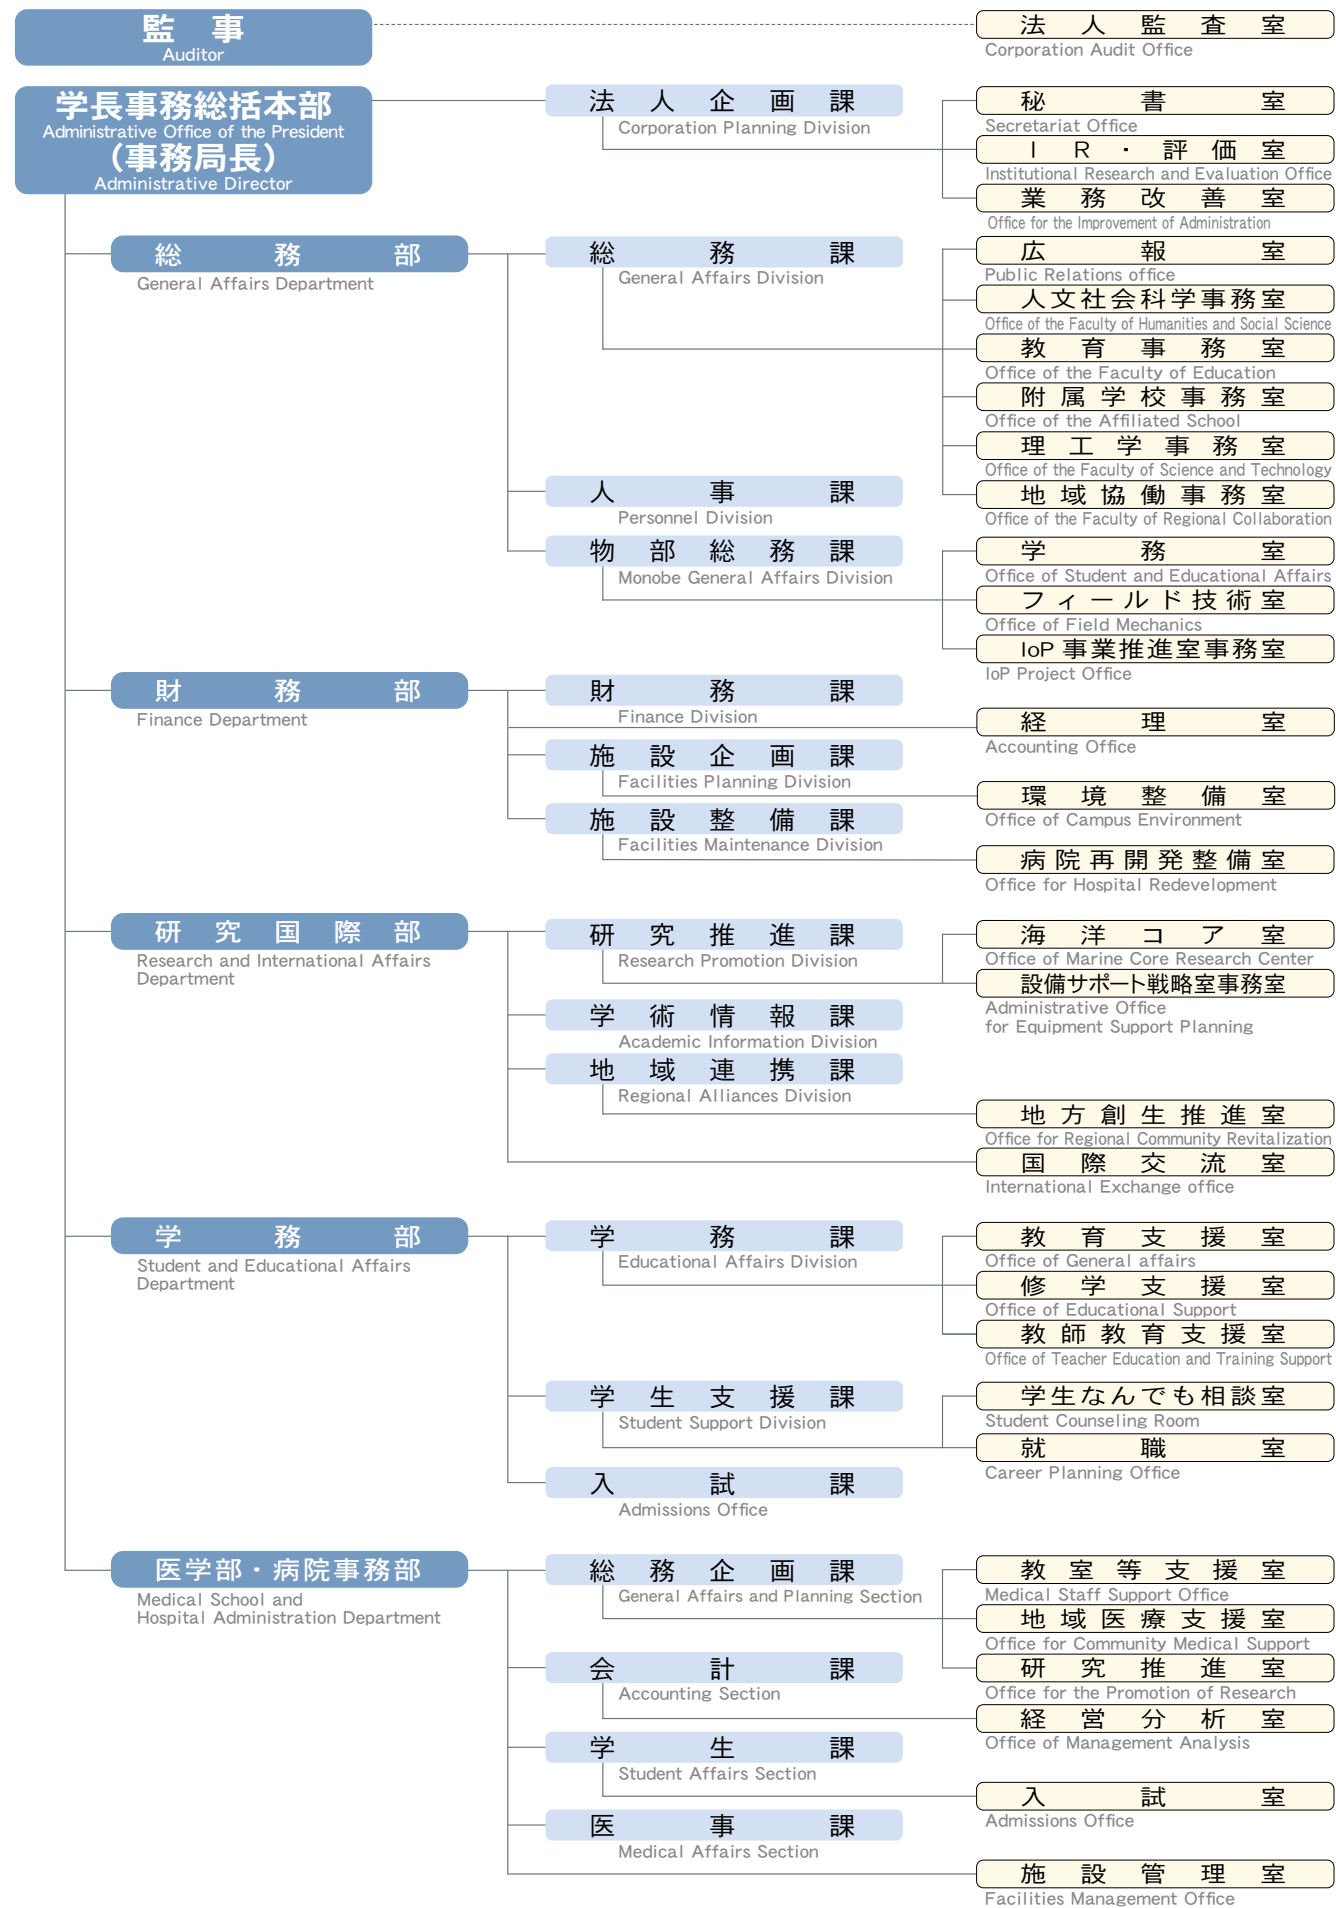 監事
Auditor
法人監査室
Corporation Audit Office
学長事務総括本部
Administrative Office of the President
（事務局長）
Administrative Director
法人企画課
Corporation Planning Division
秘書室
Secretariat Office
IR・評価室
Institutional Research and Evaluation Office
業務改善室
Office for the Improvement of Administration
総務部
General Affairs Department
総務課
General Affairs Division
広報室
Public Relations office
人文社会科学事務室
Office of the Faculty of Humanities and Social Science
教育事務室
Office of the Faculty of Education
附属学校事務室
Office of the Affiliated School
理工学事務室
Office of the Faculty of Science and Technology
地域協働事務室
Office of the Faculty of Regional Collaboration
人事課
Personnel Division
物部総務課
Monobe General Affairs Division
学務室
Office of Student and Educational Affairs
フィールド技術室
Office of Field Mechanics
IoP事業推進室事務室
IoP Project Office
財務部
Finance Department
財務課
Finance Division
経理室
Accounting Office
施設企画課
Facilities Planning Division
環境整備室
Office of Campus Environment
施設整備課
Facilities Maintenance Division
病院再開発整備室
Office for Hospital Redevelopment
研究国際部
Research and International Affairs
Department
研究推進課
Research Promotion Division
海洋コア室
Office of Marine Core Research Center
設備サポート戦略室事務室
Administrative Office
for Equipment Support Planning
学術情報課
Academic Information Division
地域連携課
Regional Alliances Division
地方創生推進室
Office for Regional Community Revitalization
国際交流室
International Exchange office
学務部
Student and Educational Affairs
Department
学務課
Educational Affairs Division
教育支援室
Office of General affairs
修学支援室
Office of Educational Support
教師教育支援室
Office of Teacher Education and Training Support
学生支援課
Student Support Division
学生なんでも相談室
Student Counseling Room
就職室
Career Planning Office
入試課
Admissions Office
医学部・病院事務部
Medical School and
Hospital Administration Department
総務企画課
General Affairs and Planning Section
教室等支援室
Medical Staff Support Office
地域医療支援室
Office for Community Medical Support
研究推進室
Office for the Promotion of Research
会計課
Accounting Section
経営分析室
Office of Management Analysis
学生課
Student Affairs Section
入試室
Admissions Office
医事課
Medical Affairs Section
施設管理室
Facilities Management Office